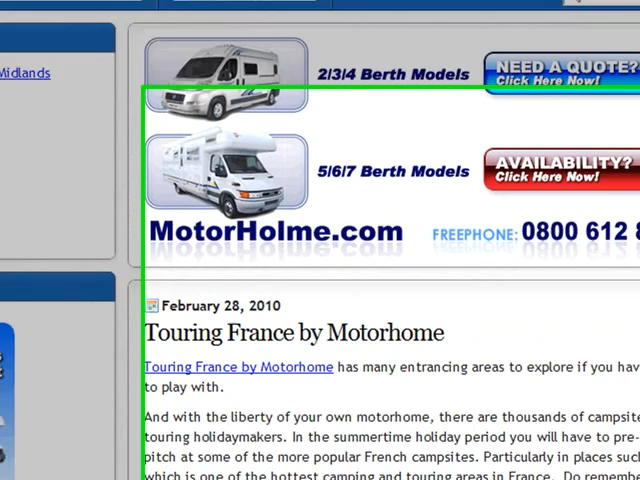 Midlands
2/3/4 Berth Models
NEED A QUOTE?
Click Here Now!
5/6/7 Berth Models
AVAILABILITY?
Click Here Now!
MotorHolme.com
FREEPHONE: 0800 612
February 28, 2010
Touring France by Motorhome
Touring France by Motorhome has many entrancing areas to explore if you hav
to play with.
And with the liberty of your own motorhome, there are thousands of campsite
touring holidaymakers. In the summertime holiday period you will have to pre-
pitch at some of the more popular French campsites. Particularly in places suc
which is one of the hottest camping and touring areas in France. Do remembe